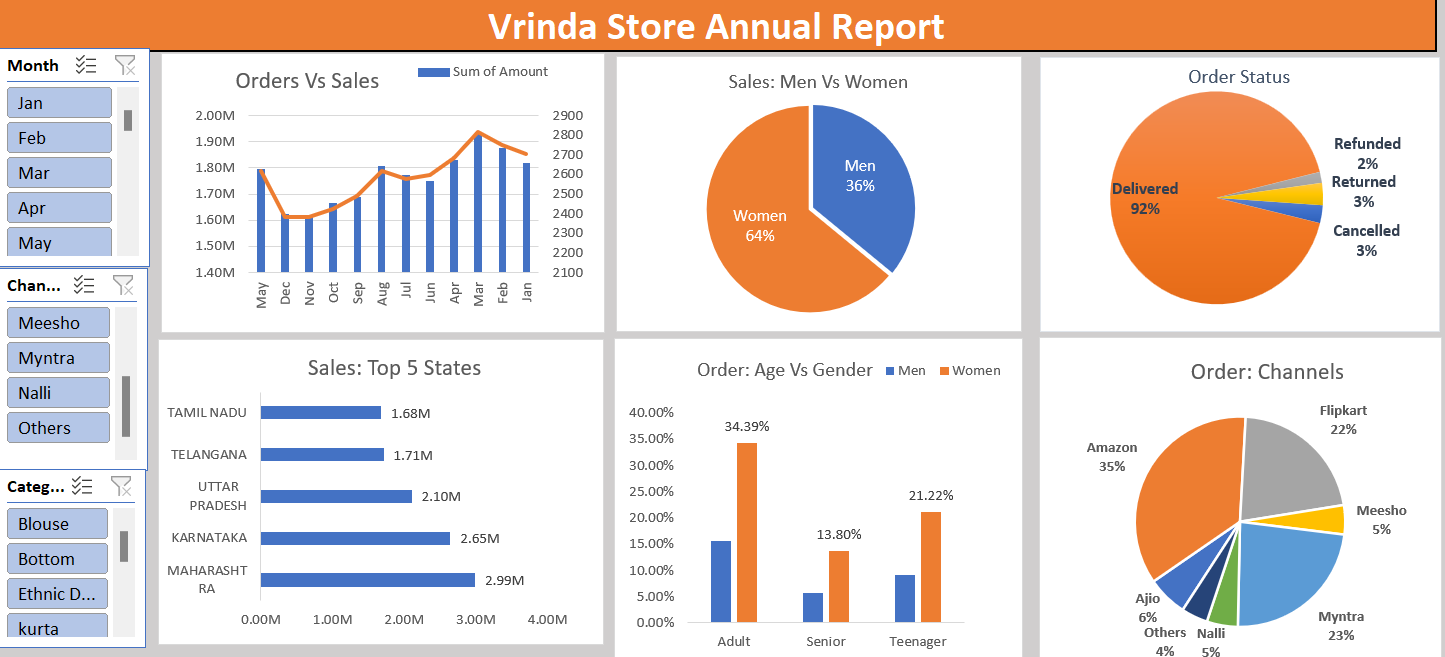 Vrinda Store Annual Report
Month
Jan
Feb
Mar
Apr
May
Chan...
Meesho
Myntra
Nalli
Others
Categ...
Blouse
Bottom
Ethnic D...
kurta
Orders Vs Sales
Sum of Amount
2.00M
1.90M
1.80M
1.70M
1.60M
1.50M
1.40M
2900
2800
2700
2600
2500
2400
2300
2200
2100
May
Dec
Nov
Oct
Sep
Aug
Jul
Jun
Apr
Mar
Feb
Jan
Sales: Men Vs Women
Men
36%
Women
64%
Order Status
Refunded
2%
Returned
3%
Cancelled
3%
Delivered
92%
Sales: Top 5 States
TAMIL NADU
1.68M
TELANGANA
1.71M
UTTAR
PRADESH
2.10M
KARNATAKA
2.65M
MAHARASHT
RA
2.99M
0.00M
1.00M
2.00M
3.00M
4.00M
Order: Age Vs Gender
Men
Women
40.00%
35.00%
30.00%
25.00%
20.00%
15.00%
10.00%
5.00%
0.00%
34.39%
13.80%
21.22%
Adult
Senior
Teenager
Order: Channels
Flipkart
22%
Amazon
35%
Meesho
5%
Myntra
23%
Ajio
6%
Others
4%
Nalli
5%